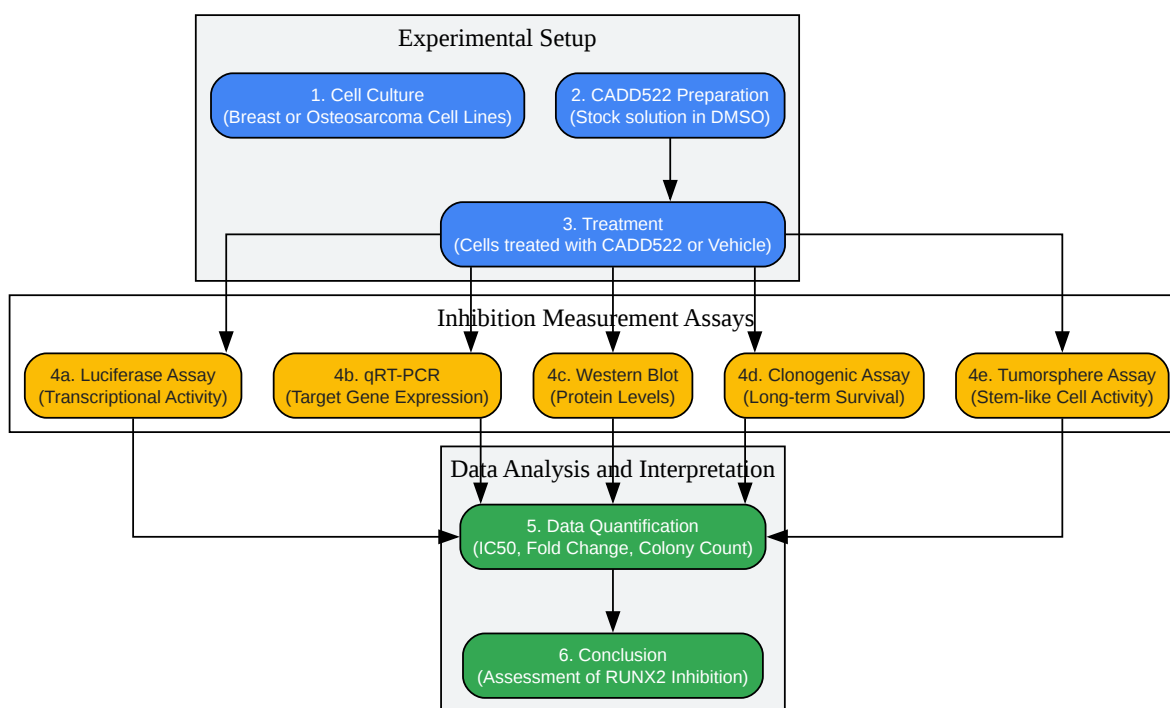 Experimental Setup
1. Cell Culture
(Breast or Osteosarcoma Cell Lines)
2. CADD522 Preparation
(Stock solution in DMSO)
3. Treatment
(Cells treated with CADD522 or Vehicle)
Inhibition Measurement Assays
4a. Luciferase Assay
(Transcriptional Activity)
4b. qRT-PCR
(Target Gene Expression)
4c. Western Blot
(Protein Levels)
4d. Clonogenic Assay
(Long-term Survival)
4e. Tumorsphere Assay
(Stem-like Cell Activity)
Data Analysis and Interpretation
5. Data Quantification
(IC50, Fold Change, Colony Count)
6. Conclusion
(Assessment of RUNX2 Inhibition)